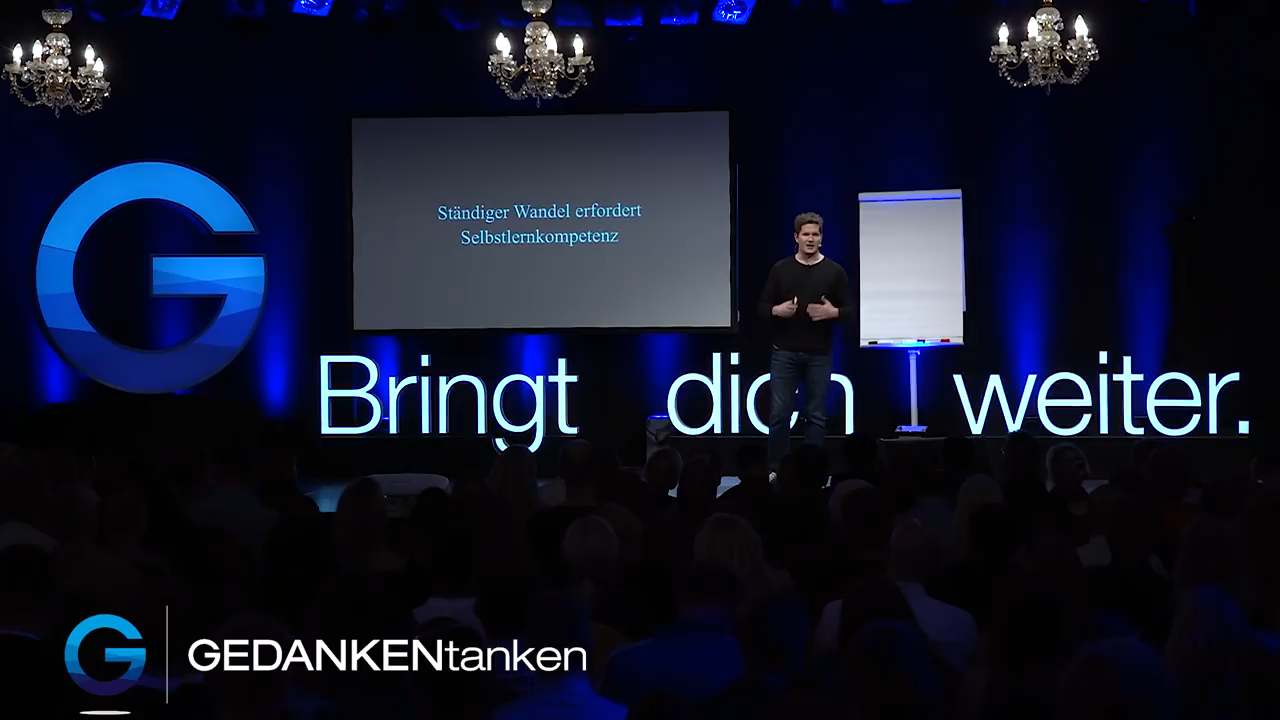 Ständiger Wandel erfordert
Selbstlernkompetenz
G
Bringt dich weiter.
G GEDANKENtanken